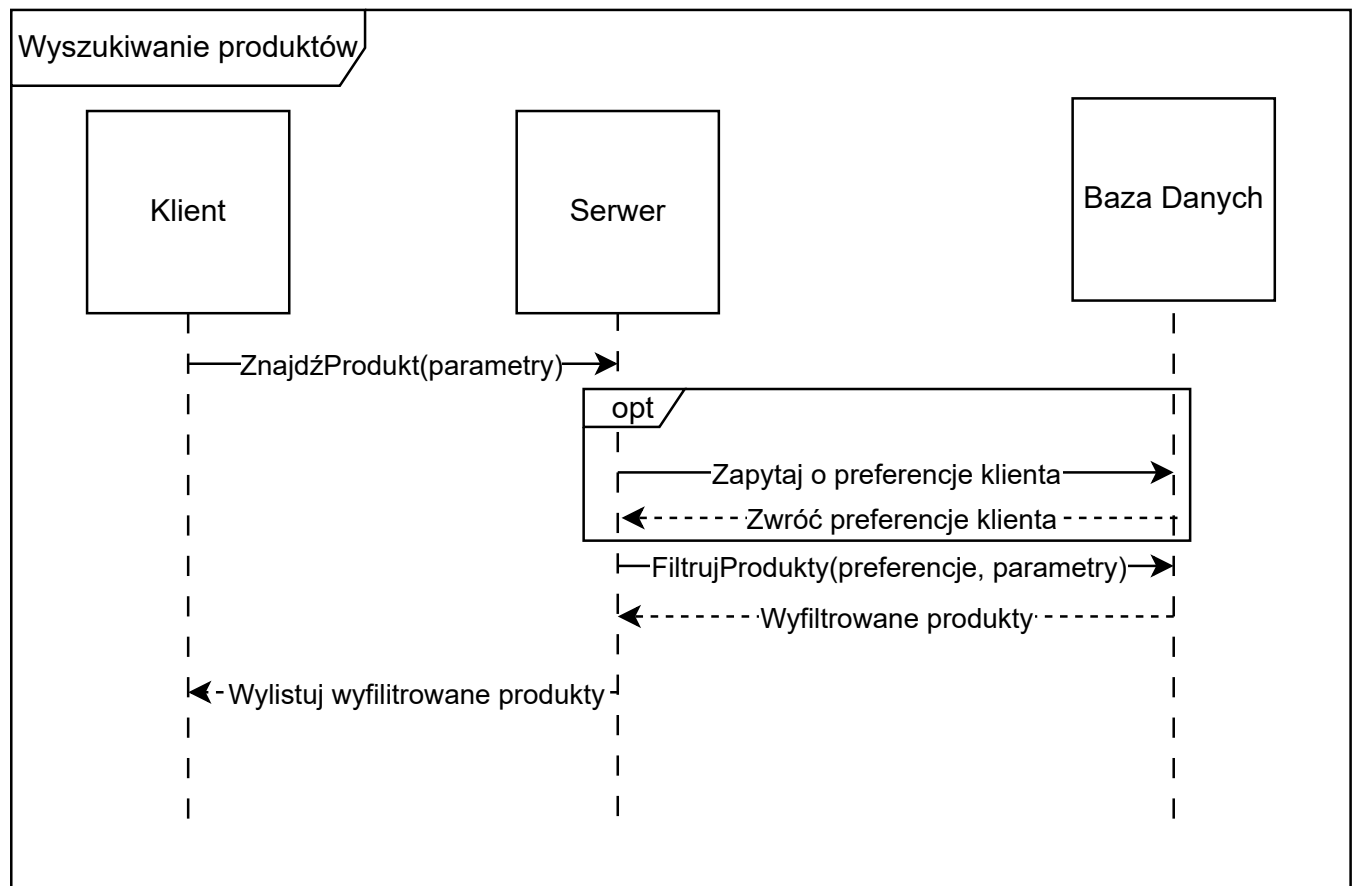 Wyszukiwanie produktów
Klient
Serwer
Baza Danych
ZnajdźProdukt(parametry)
opt
Zapytaj o preferencje klienta
Zwróć preferencje klienta
FiltrujProdukty(preferencje, parametry)
Wyfiltrowane produkty
Wylistuj wyfilitrowane produkty